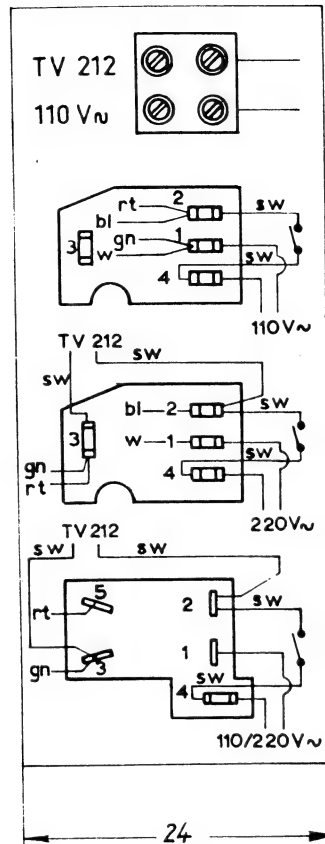 TV 212
110 V~
rt 2 sw
bl
gn 1
3 w
4 sw
110V~
TV 212 sw
sw
bl 2 sw
3 w 1
gn 4 sw
rt
220V~
TV 212
sw sw
5 2 sw
rt
1
gn 3 sw
4
110/220V~
24